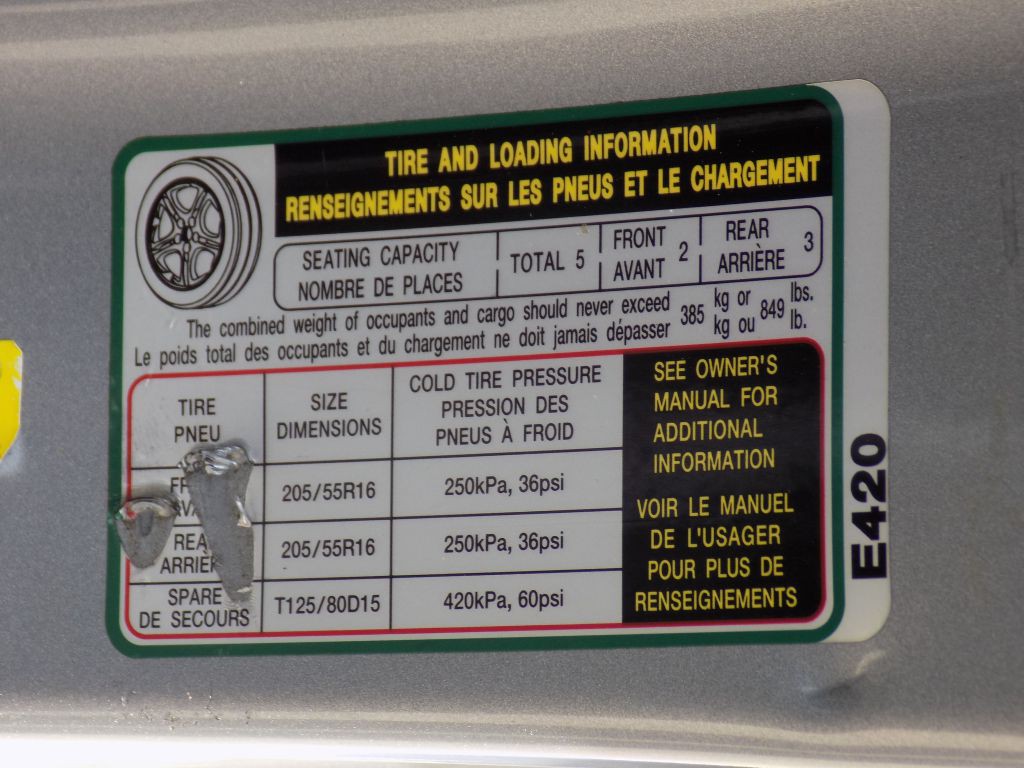 TIRE AND LOADING INFORMATION
RENSEIGNEMENTS SUR LES PNEUS ET LE CHARGEMENT
SEATING CAPACITY
NOMBRE DE PLACES
TOTAL 5
FRONT
AVANT
2
REAR
ARRIÈRE
3
The combined weight of occupants and cargo should never exceed 385 kg or 849 lbs.
Le poids total des occupants et du chargement ne doit jamais dépasser kg ou lb.
TIRE
PNEU
SIZE
DIMENSIONS
COLD TIRE PRESSURE
PRESSION DES
PNEUS À FROID
205/55R16
250kPa, 36psi
205/55R16
250kPa, 36psi
SPARE
DE SECOURS
T125/80D15
420kPa, 60psi
SEE OWNER'S
MANUAL FOR
ADDITIONAL
INFORMATION
VOIR LE MANUEL
DE L'USAGER
POUR PLUS DE
RENSEIGNEMENTS
E420